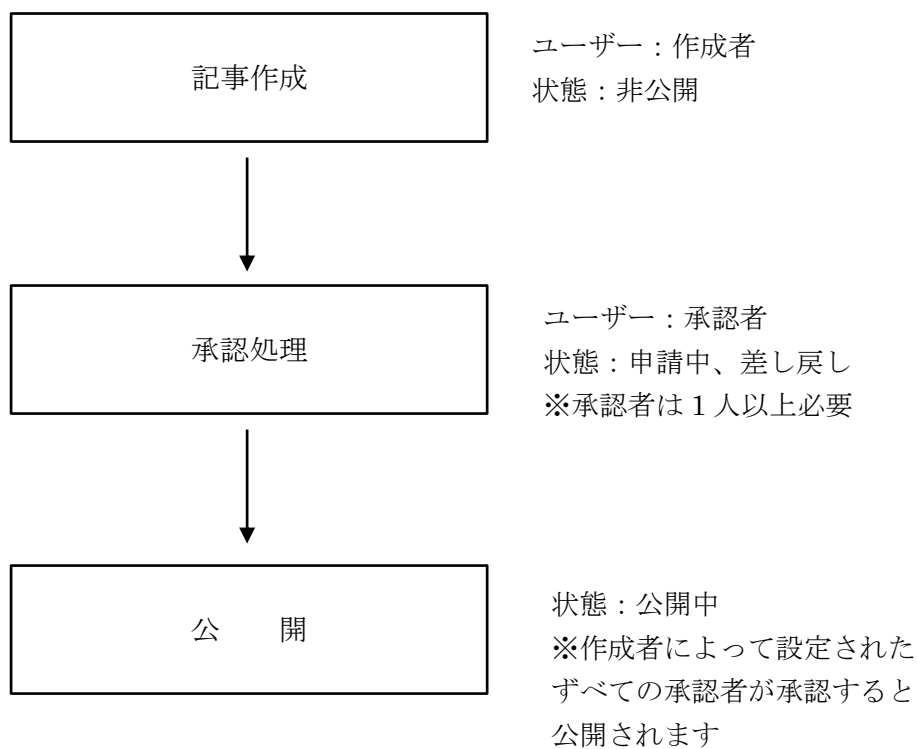 記事作成
ユーザー：作成者
状態：非公開
承認処理
ユーザー：承認者
状態：申請中、差し戻し
※承認者は 1 人以上必要
公　　開
状態：公開中
※作成者によって設定された
ずべての承認者が承認すると
公開されます